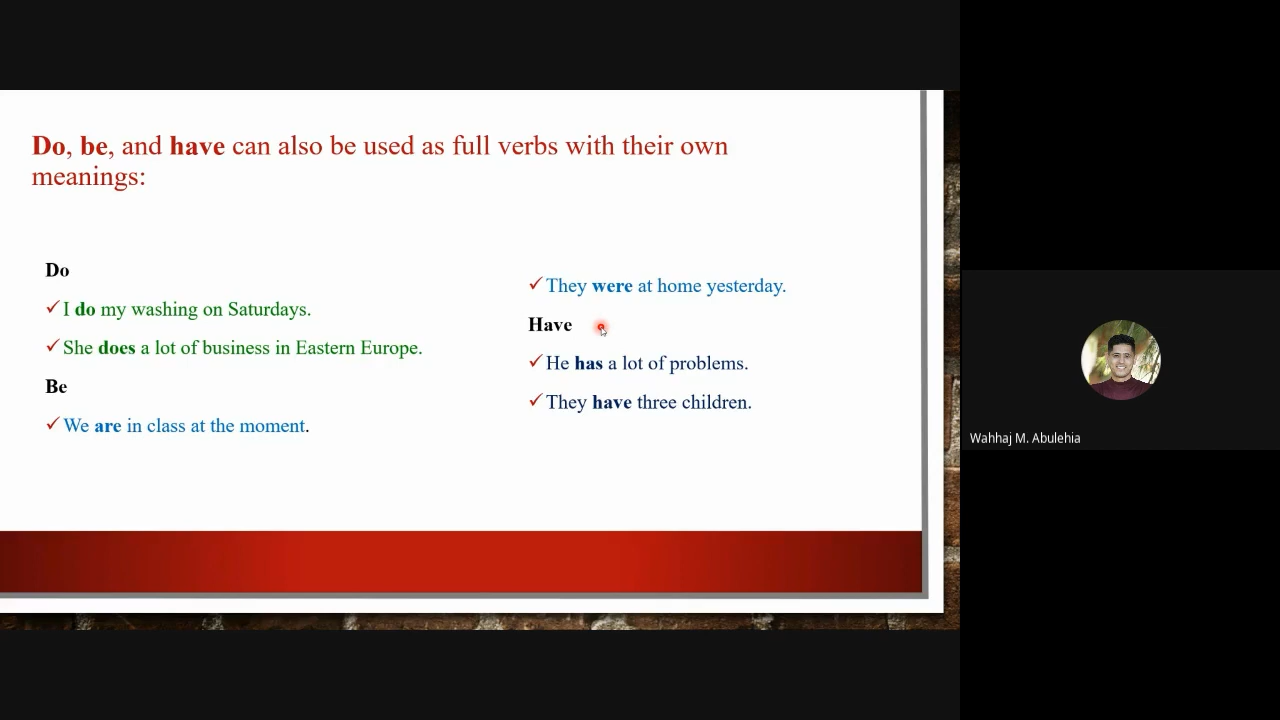 Do, be, and have can also be used as full verbs with their own
meanings:
Do
I do my washing on Saturdays.
She does a lot of business in Eastern Europe.
Be
We are in class at the moment.
They were at home yesterday.
Have
He has a lot of problems.
They have three children.
Wahhaj M. Abulehia